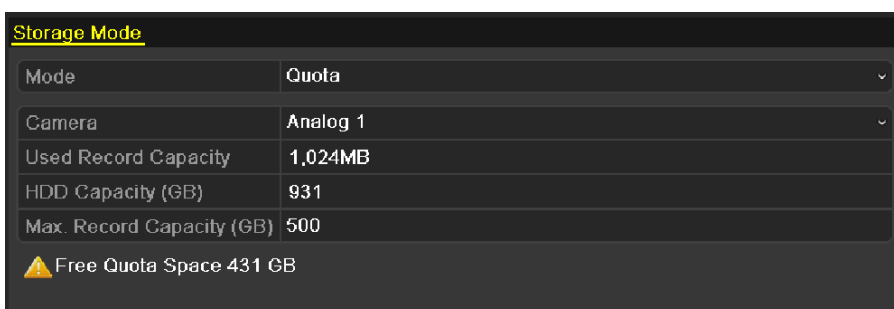 Storage Mode
Mode Quota
Camera Analog 1
Used Record Capacity 1,024MB
HDD Capacity (GB) 931
Max. Record Capacity (GB) 500
Free Quota Space 431 GB